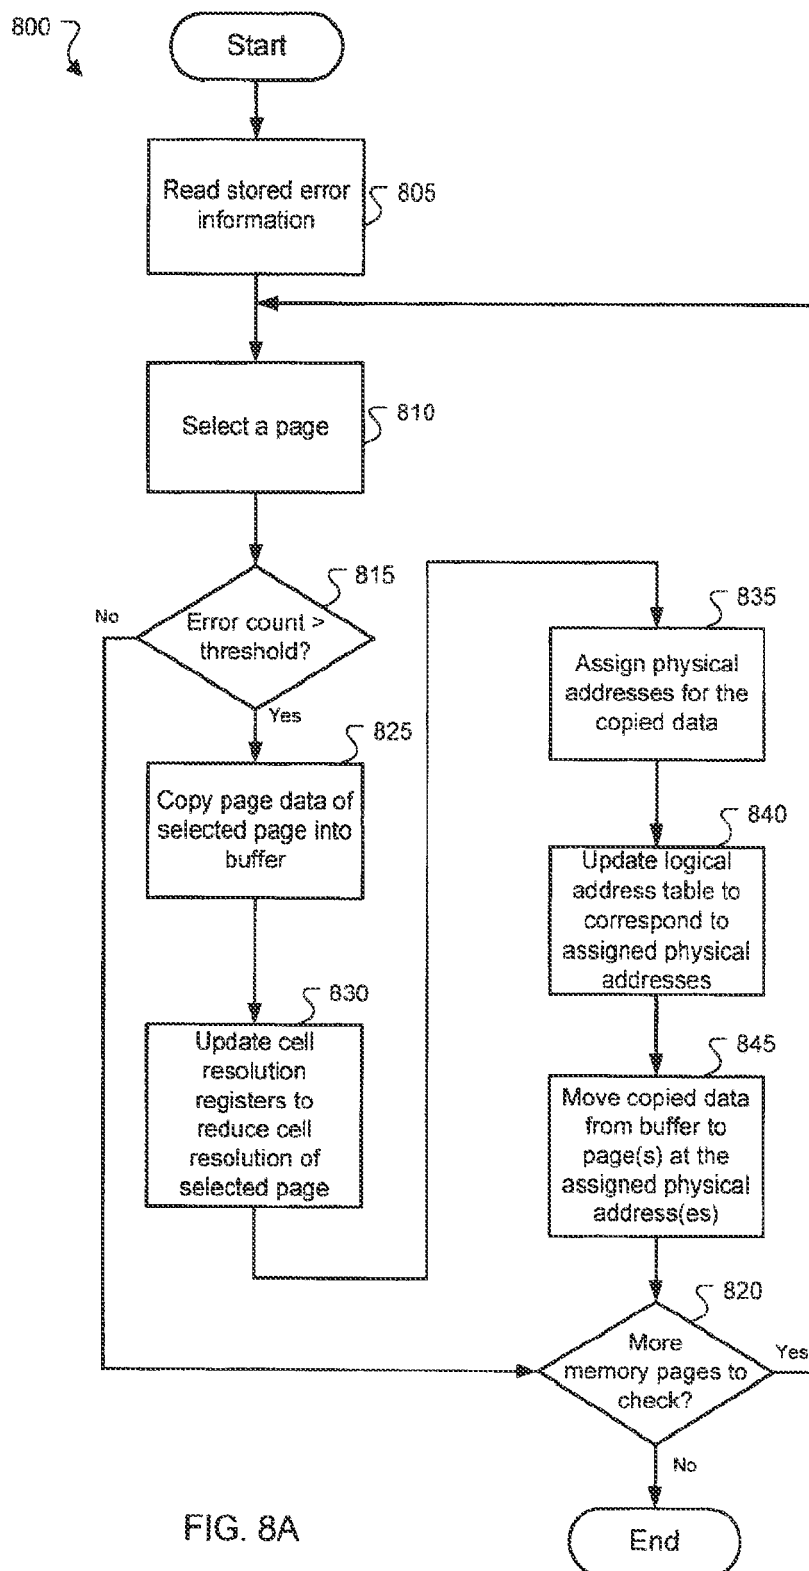 800
Start
Read stored error
information
805
Select a page
810
815
No
Error count >
threshold?
Yes
825
Copy page data of
selected page into
buffer
830
Update cell
resolution
registers to
reduce cell
resolution of
selected page
835
Assign physical
addresses for the
copied data
840
Update logical
address table to
correspond to
assigned physical
addresses
845
Move copied data
from buffer to
page(s) at the
assigned physical
address(es)
820
More
memory pages to
check?
Yes
No
End
FIG. 8A